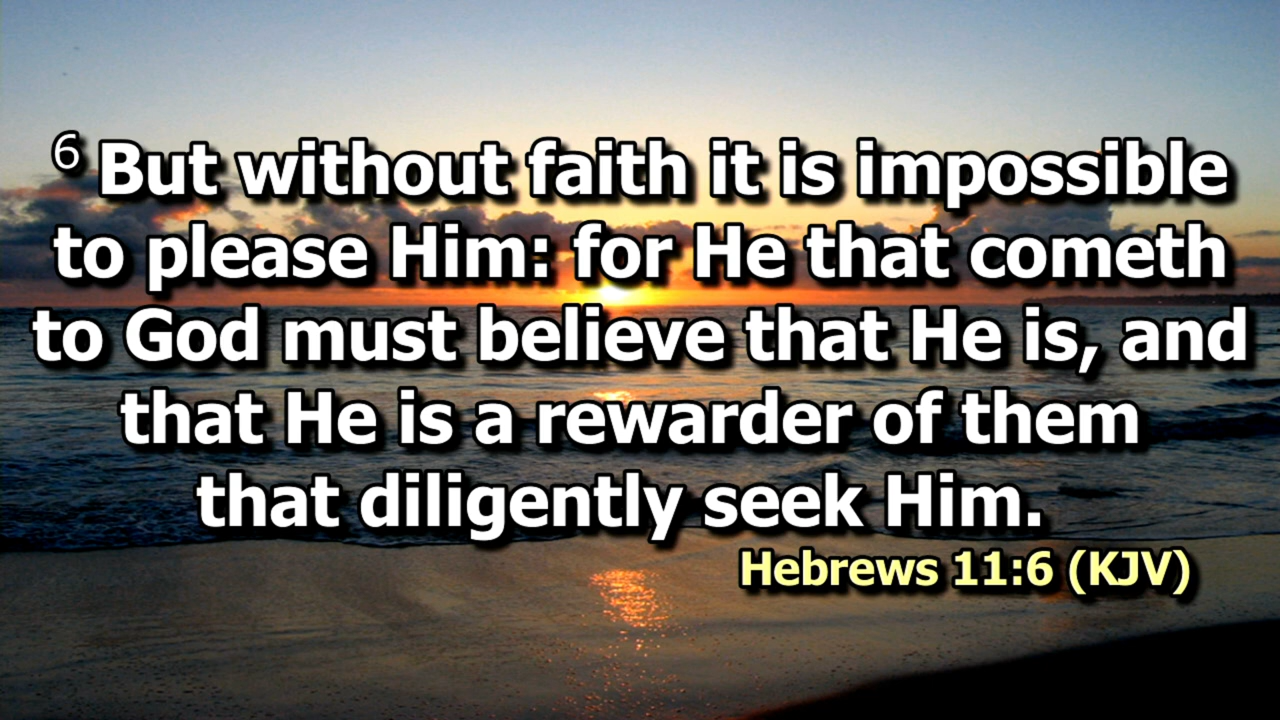 6 But without faith it is impossible
to please Him: for He that cometh
to God must believe that He is, and
that He is a rewarder of them
that diligently seek Him.
Hebrews 11:6 (KJV)